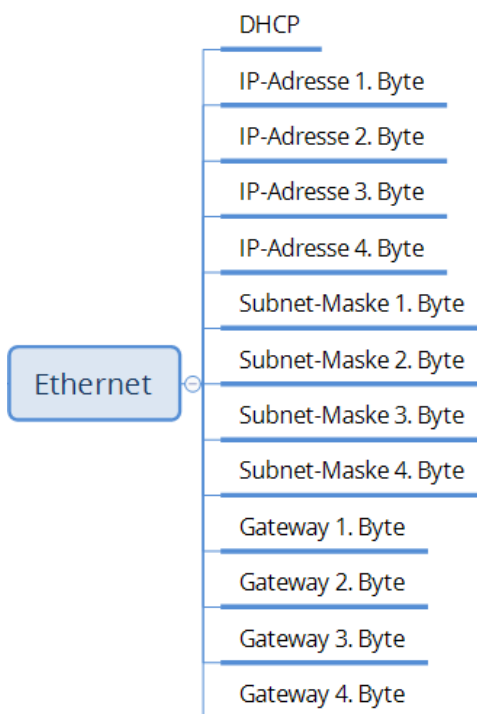 DHCP
IP-Adresse 1. Byte
IP-Adresse 2. Byte
IP-Adresse 3. Byte
IP-Adresse 4. Byte
Subnet-Maske 1. Byte
Subnet-Maske 2. Byte
Ethernet
Subnet-Maske 3. Byte
Subnet-Maske 4. Byte
Gateway 1. Byte
Gateway 2. Byte
Gateway 3. Byte
Gateway 4. Byte